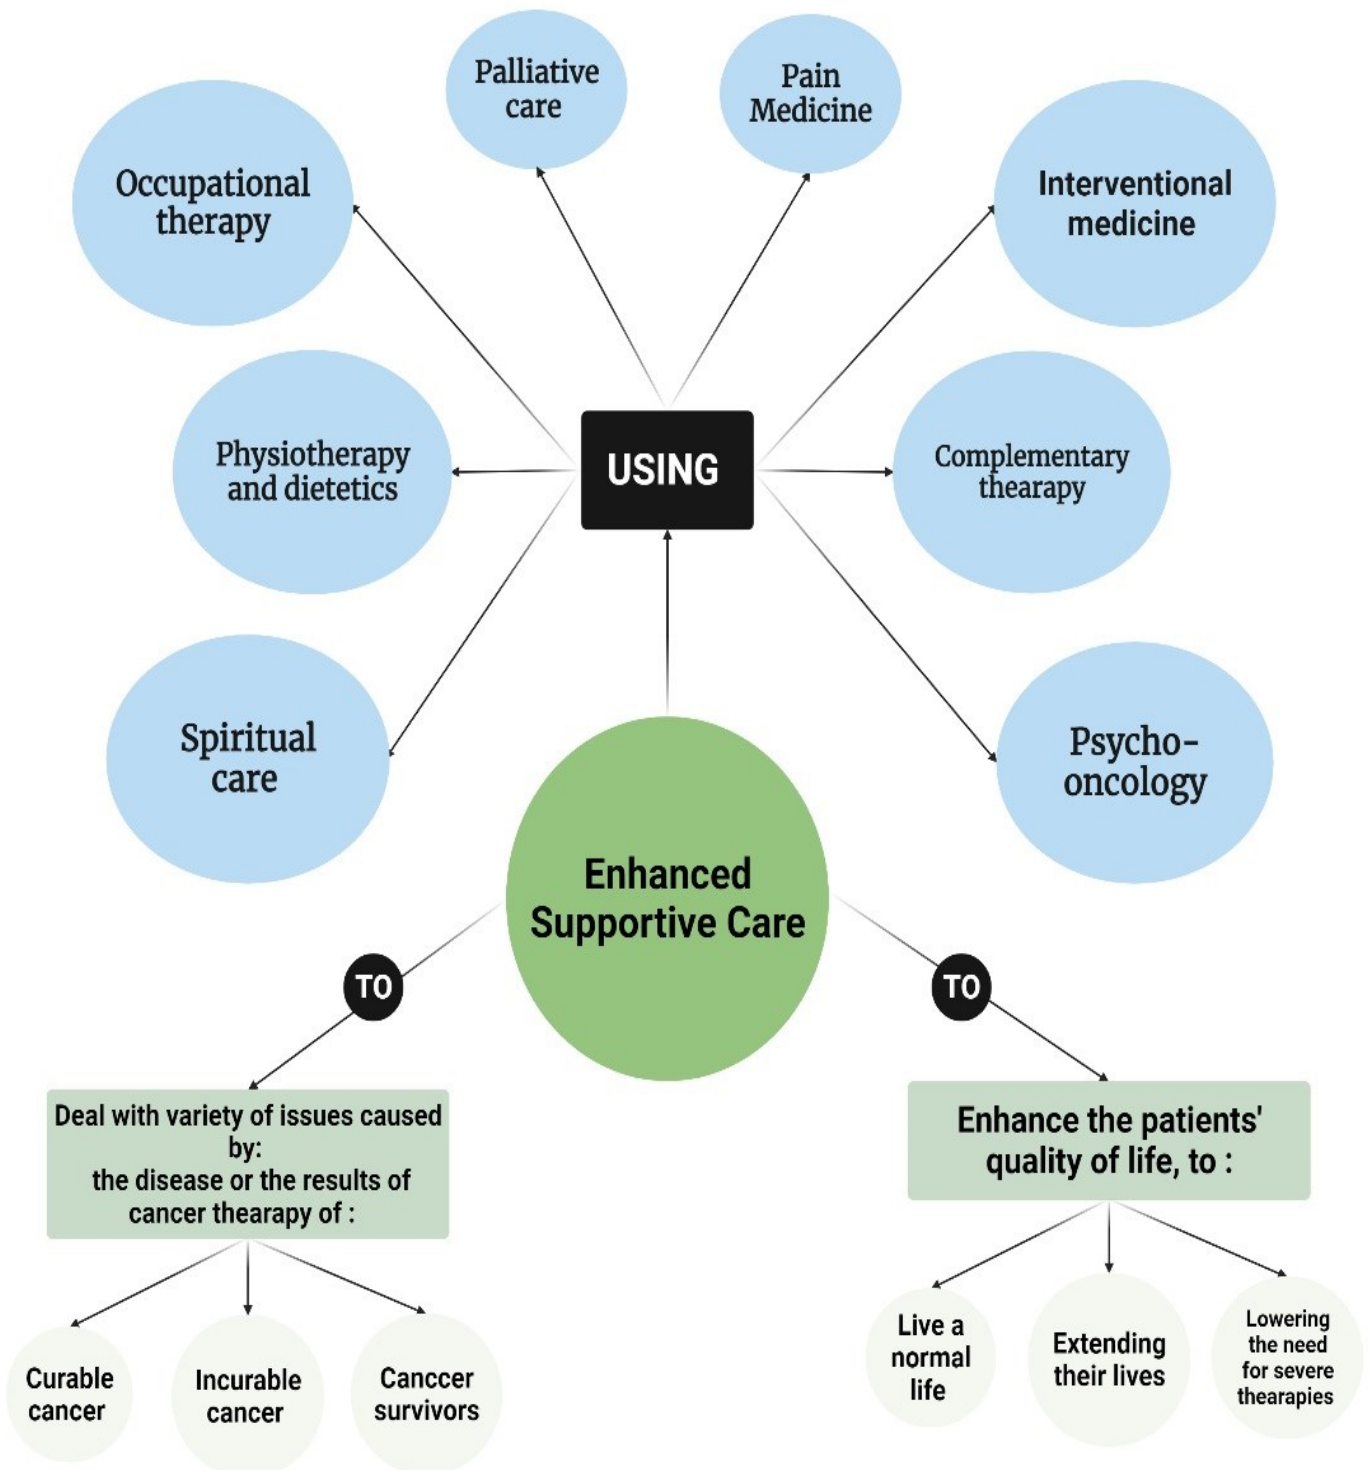 Palliative
care
Pain
Medicine
Occupational
therapy
Interventional
medicine
Physiotherapy
and dietetics
USING
Complementary
thearapy
Spiritual
care
Psycho-
oncology
Enhanced
Supportive Care
TO
TO
Deal with variety of issues caused
by:
the disease or the results of
cancer thearapy of :
Enhance the patients'
quality of life, to :
Curable
cancer
Incurable
cancer
Canccer
survivors
Live a
normal
life
Extending
their lives
Lowering
the need
for severe
thearapies